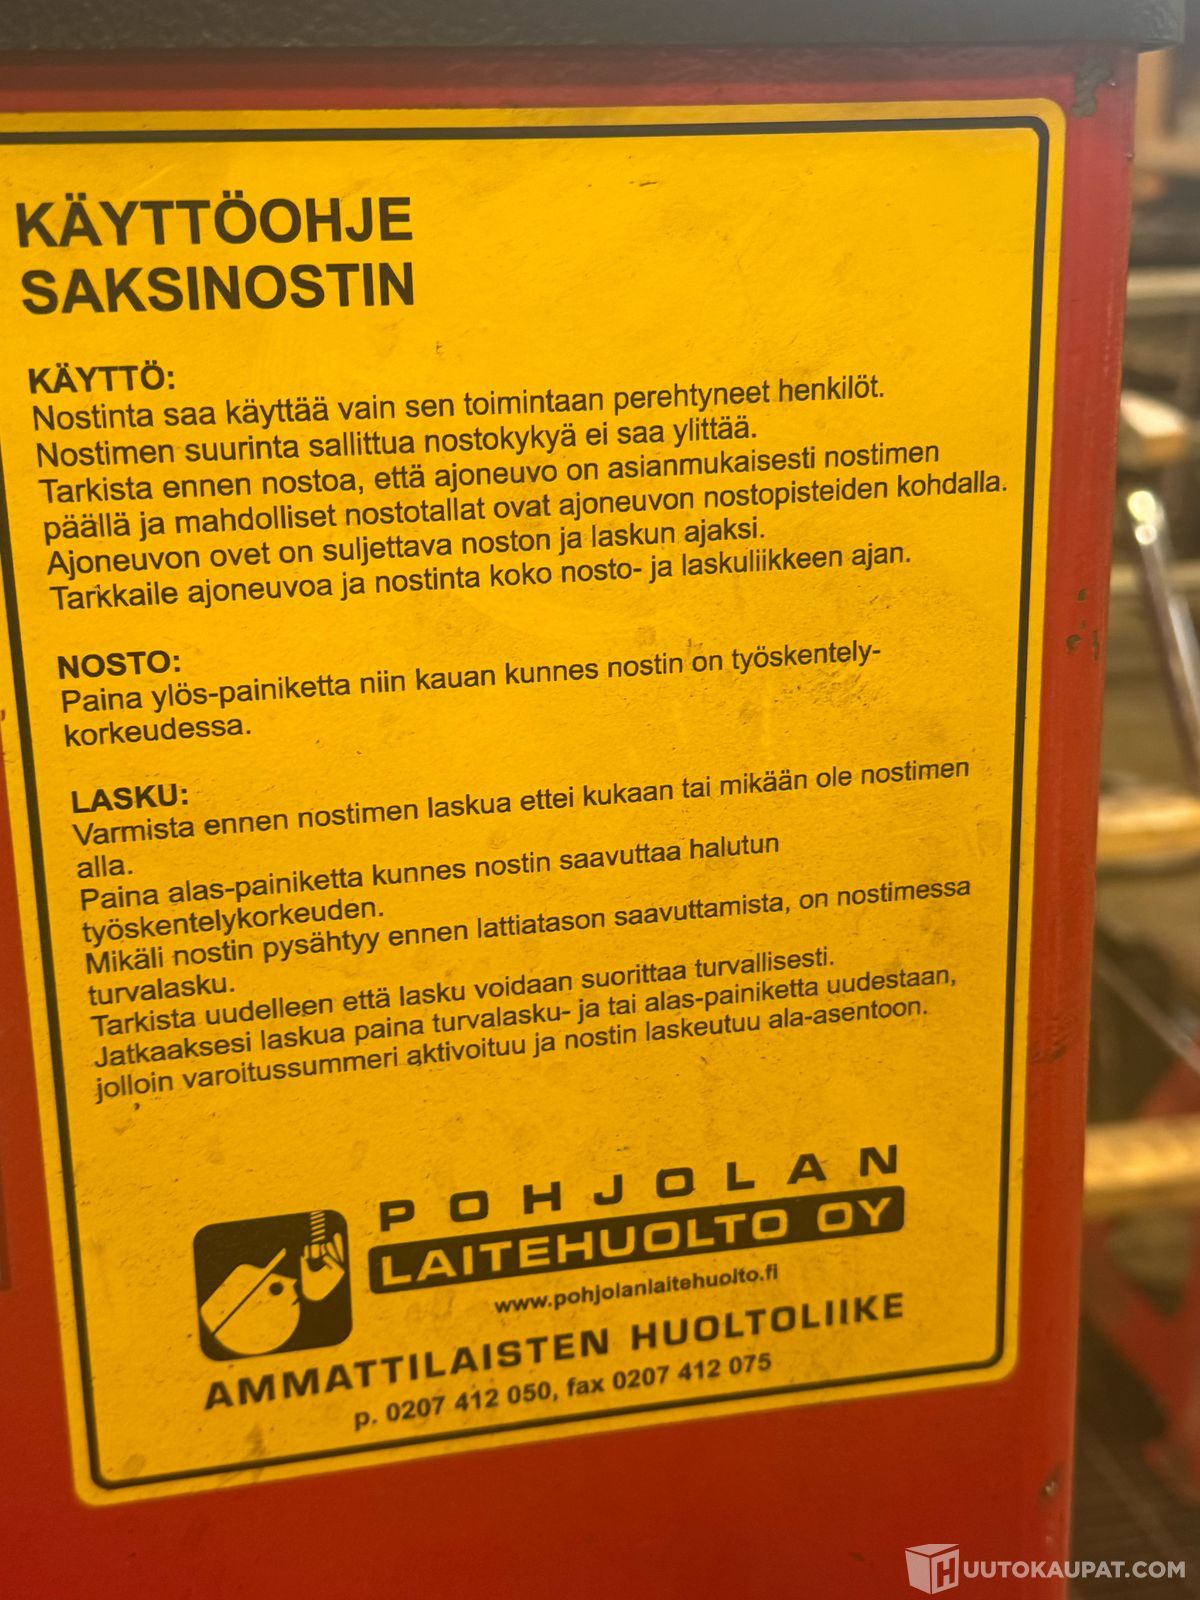 KÄYTTÖOHJE
SAKSINOSTIN
KÄYTTÖ:
Nostinta saa käyttää vain sen toimintaan perehtyneet henkilöt.
Nostimen suurinta sallittua nostokykyä ei saa ylittää.
Tarkista ennen nostoa, että ajoneuvo on asianmukaisesti nostimen
päällä ja mahdolliset nostotallat ovat ajoneuvon nostopisteiden kohdalla.
Ajoneuvon ovet on suljettava noston ja laskun ajaksi.
Tarkkaile ajoneuvoa ja nostinta koko nosto- ja laskuliikkeen ajan.
NOSTO:
Paina ylös-painiketta niin kauan kunnes nostin on työskentely-
korkeudessa.
LASKU:
Varmista ennen nostimen laskua ettei kukaan tai mikään ole nostimen
alla.
Paina alas-painiketta kunnes nostin saavuttaa halutun
työskentelykorkeuden.
Mikäli nostin pysähtyy ennen lattiatason saavuttamista, on nostimessa
turvalasku.
Tarkista uudelleen että lasku voidaan suorittaa turvallisesti.
Jatkaaksesi laskua paina turvalasku- ja tai alas-painiketta uudestaan,
jolloin varoitussummeri aktivoituu ja nostin laskeutuu ala-asentoon.
POHJOLAN
LAITEHUOLTO OY
www.pohjolanlaitehuolto.fi
AMMATTILAISTEN HUOLTOLIIKE
p. 0207 412 050, fax 0207 412 075
HUUTOKAUPAT.COM